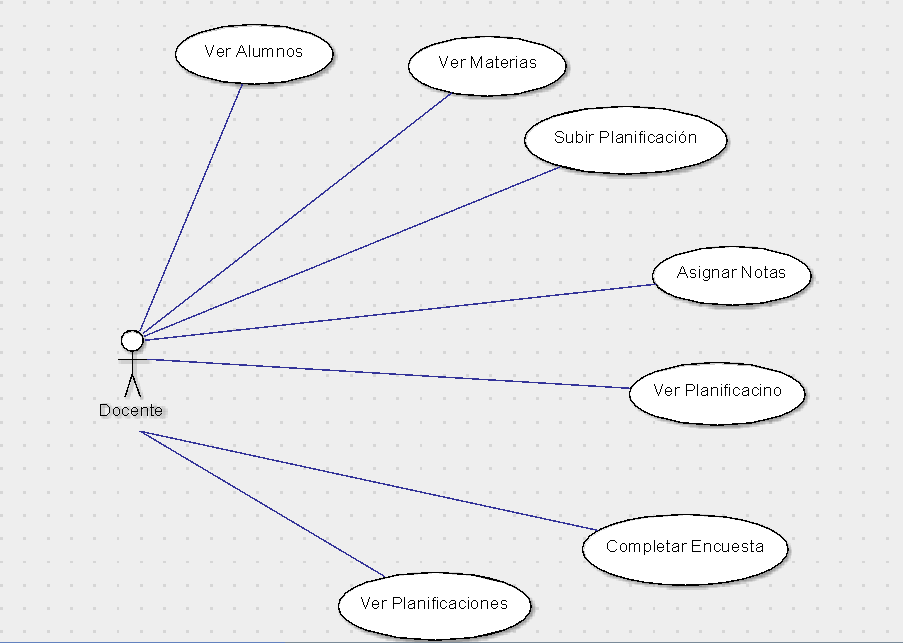 Ver Alumnos
Ver Materias
Subir Planificación
Asignar Notas
Ver Planificacino
Docente
Completar Encuesta
Ver Planificaciones